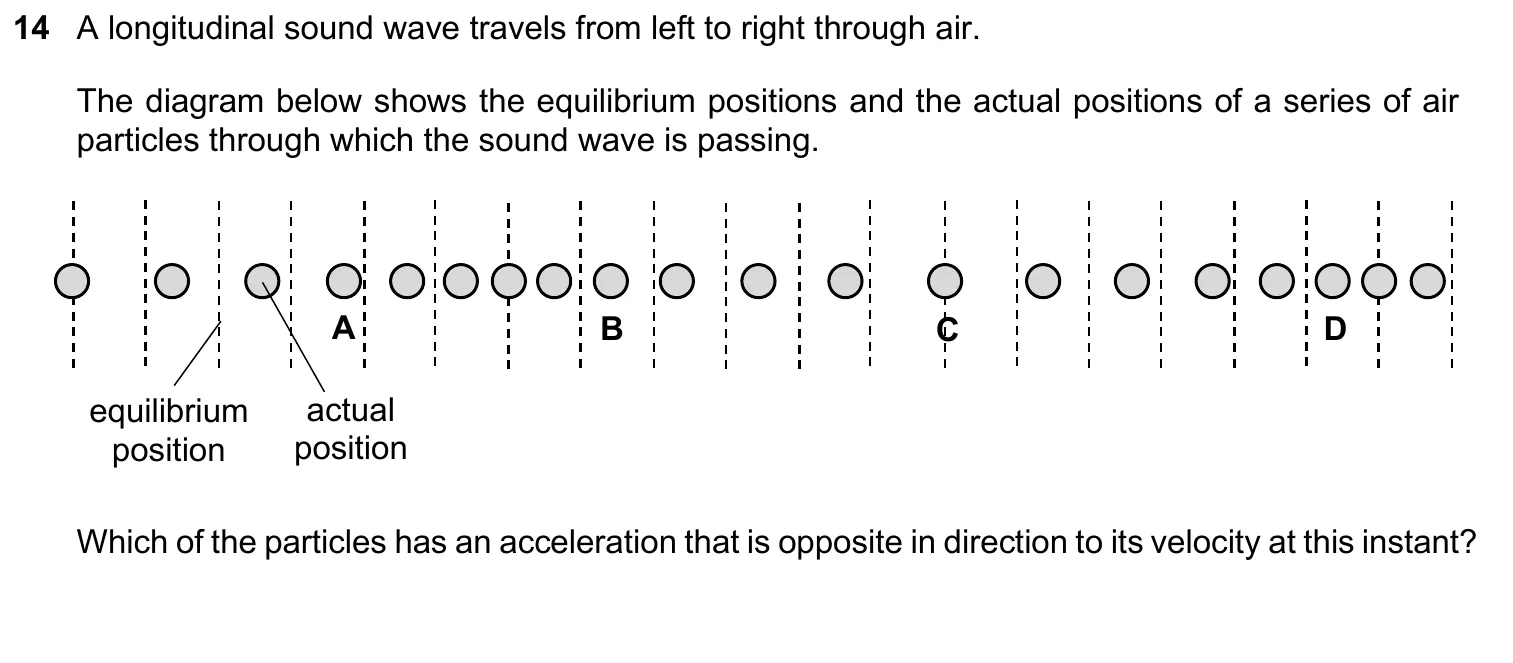 14 A longitudinal sound wave travels from left to right through air.
The diagram below shows the equilibrium positions and the actual positions of a series of air
particles through which the sound wave is passing.
A B C D
equilibrium
position
actual
position
Which of the particles has an acceleration that is opposite in direction to its velocity at this instant?